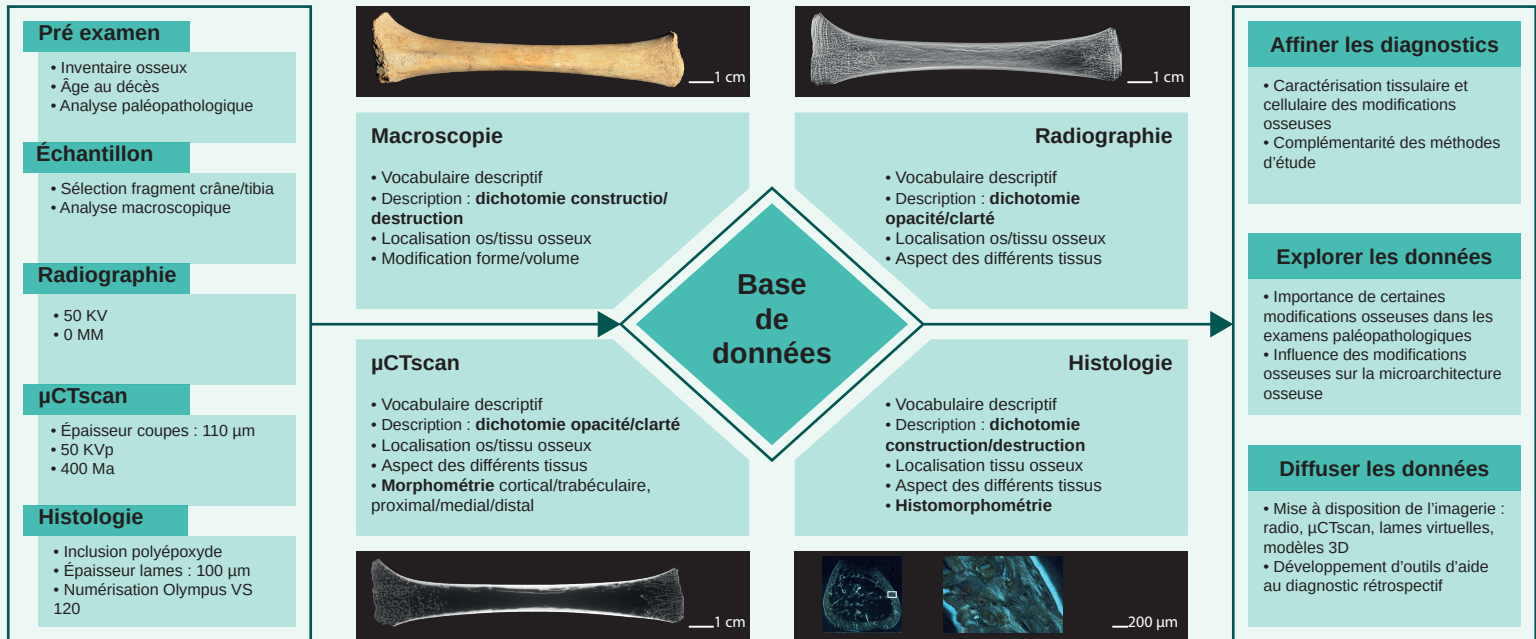 Pré examen
• Inventaire osseux
• Âge au décès
• Analyse paléopathologique
Échantillon
• Sélection fragment crâne/tibia
• Analyse macroscopique
Radiographie
• 50 KV
• 0 MM
µCTscan
• Épaisseur coupes : 110 µm
• 50 KVp
• 400 Ma
Histologie
• Inclusion polyépoxyde
• Épaisseur lames : 100 µm
• Numérisation Olympus VS
120
1 cm
Macroscopie
• Vocabulaire descriptif
• Description : dichotomie constructio/
destruction
• Localisation os/tissu osseux
• Modification forme/volume
1 cm
Radiographie
• Vocabulaire descriptif
• Description : dichotomie
opacité/clarté
• Localisation os/tissu osseux
• Aspect des différents tissus
Base
de
données
µCTscan
• Vocabulaire descriptif
• Description : dichotomie opacité/clarté
• Localisation os/tissu osseux
• Aspect des différents tissus
• Morphométrie cortical/trabéculaire,
proximal/medial/distal
1 cm
Histologie
• Vocabulaire descriptif
• Description : dichotomie
construction/destruction
• Localisation tissu osseux
• Aspect des différents tissus
• Histomorphométrie
200 µm
Affiner les diagnostics
• Caractérisation tissulaire et
cellulaire des modifications
osseuses
• Complémentarité des méthodes
d’étude
Explorer les données
• Importance de certaines
modifications osseuses dans les
examens paléopathologiques
• Influence des modifications
osseuses sur la microarchitecture
osseuse
Diffuser les données
• Mise à disposition de l’imagerie :
radio, µCTscan, lames virtuelles,
modèles 3D
• Développement d’outils d’aide
au diagnostic rétrospectif